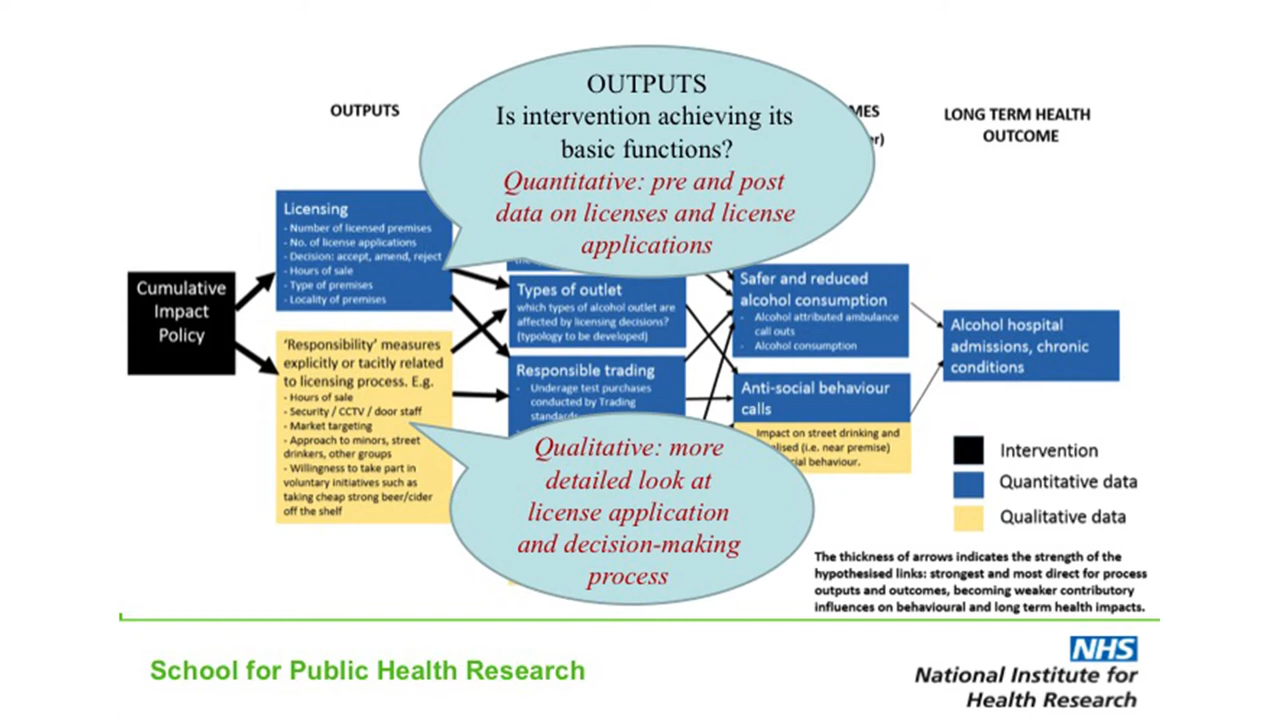 OUTPUTS
Is intervention achieving its
basic functions?
Quantitative: pre and post
data on licenses and license
applications
OUTPUTS
LONG TERM HEALTH
OUTCOME
Cumulative
Impact
Policy
Licensing
- Number of licensed premises
- No. of license applications
- Decision: accept, amend, reject
- Hours of sale
- Type of premises
- Locality of premises
'Responsibility' measures
explicitly or tacitly related
to licensing process. E.g.
- Hours of sale
- Security / CCTV / door staff
- Market targeting
- Approach to minors, street
drinkers, other groups
- Willingness to take part in
voluntary initiatives such as
taking cheap strong beer/cider
off the shelf
Types of outlet
which types of alcohol outlet are
affected by licensing decisions?
(typology to be developed)
Responsible trading
- Underage test purchases
conducted by Trading
standards
Qualitative: more
detailed look at
license application
and decision-making
process
Safer and reduced
alcohol consumption
- Alcohol attributed ambulance
call outs
- Alcohol consumption
Anti-social behaviour
calls
Impact on street drinking and
(i.e. near premise)
behaviour.
Alcohol hospital
admissions, chronic
conditions
Intervention
Quantitative data
Qualitative data
The thickness of arrows indicates the strength of the
hypothesised links: strongest and most direct for process
outputs and outcomes, becoming weaker contributory
influences on behavioural and long term health impacts.
School for Public Health Research
NHS
National Institute for
Health Research